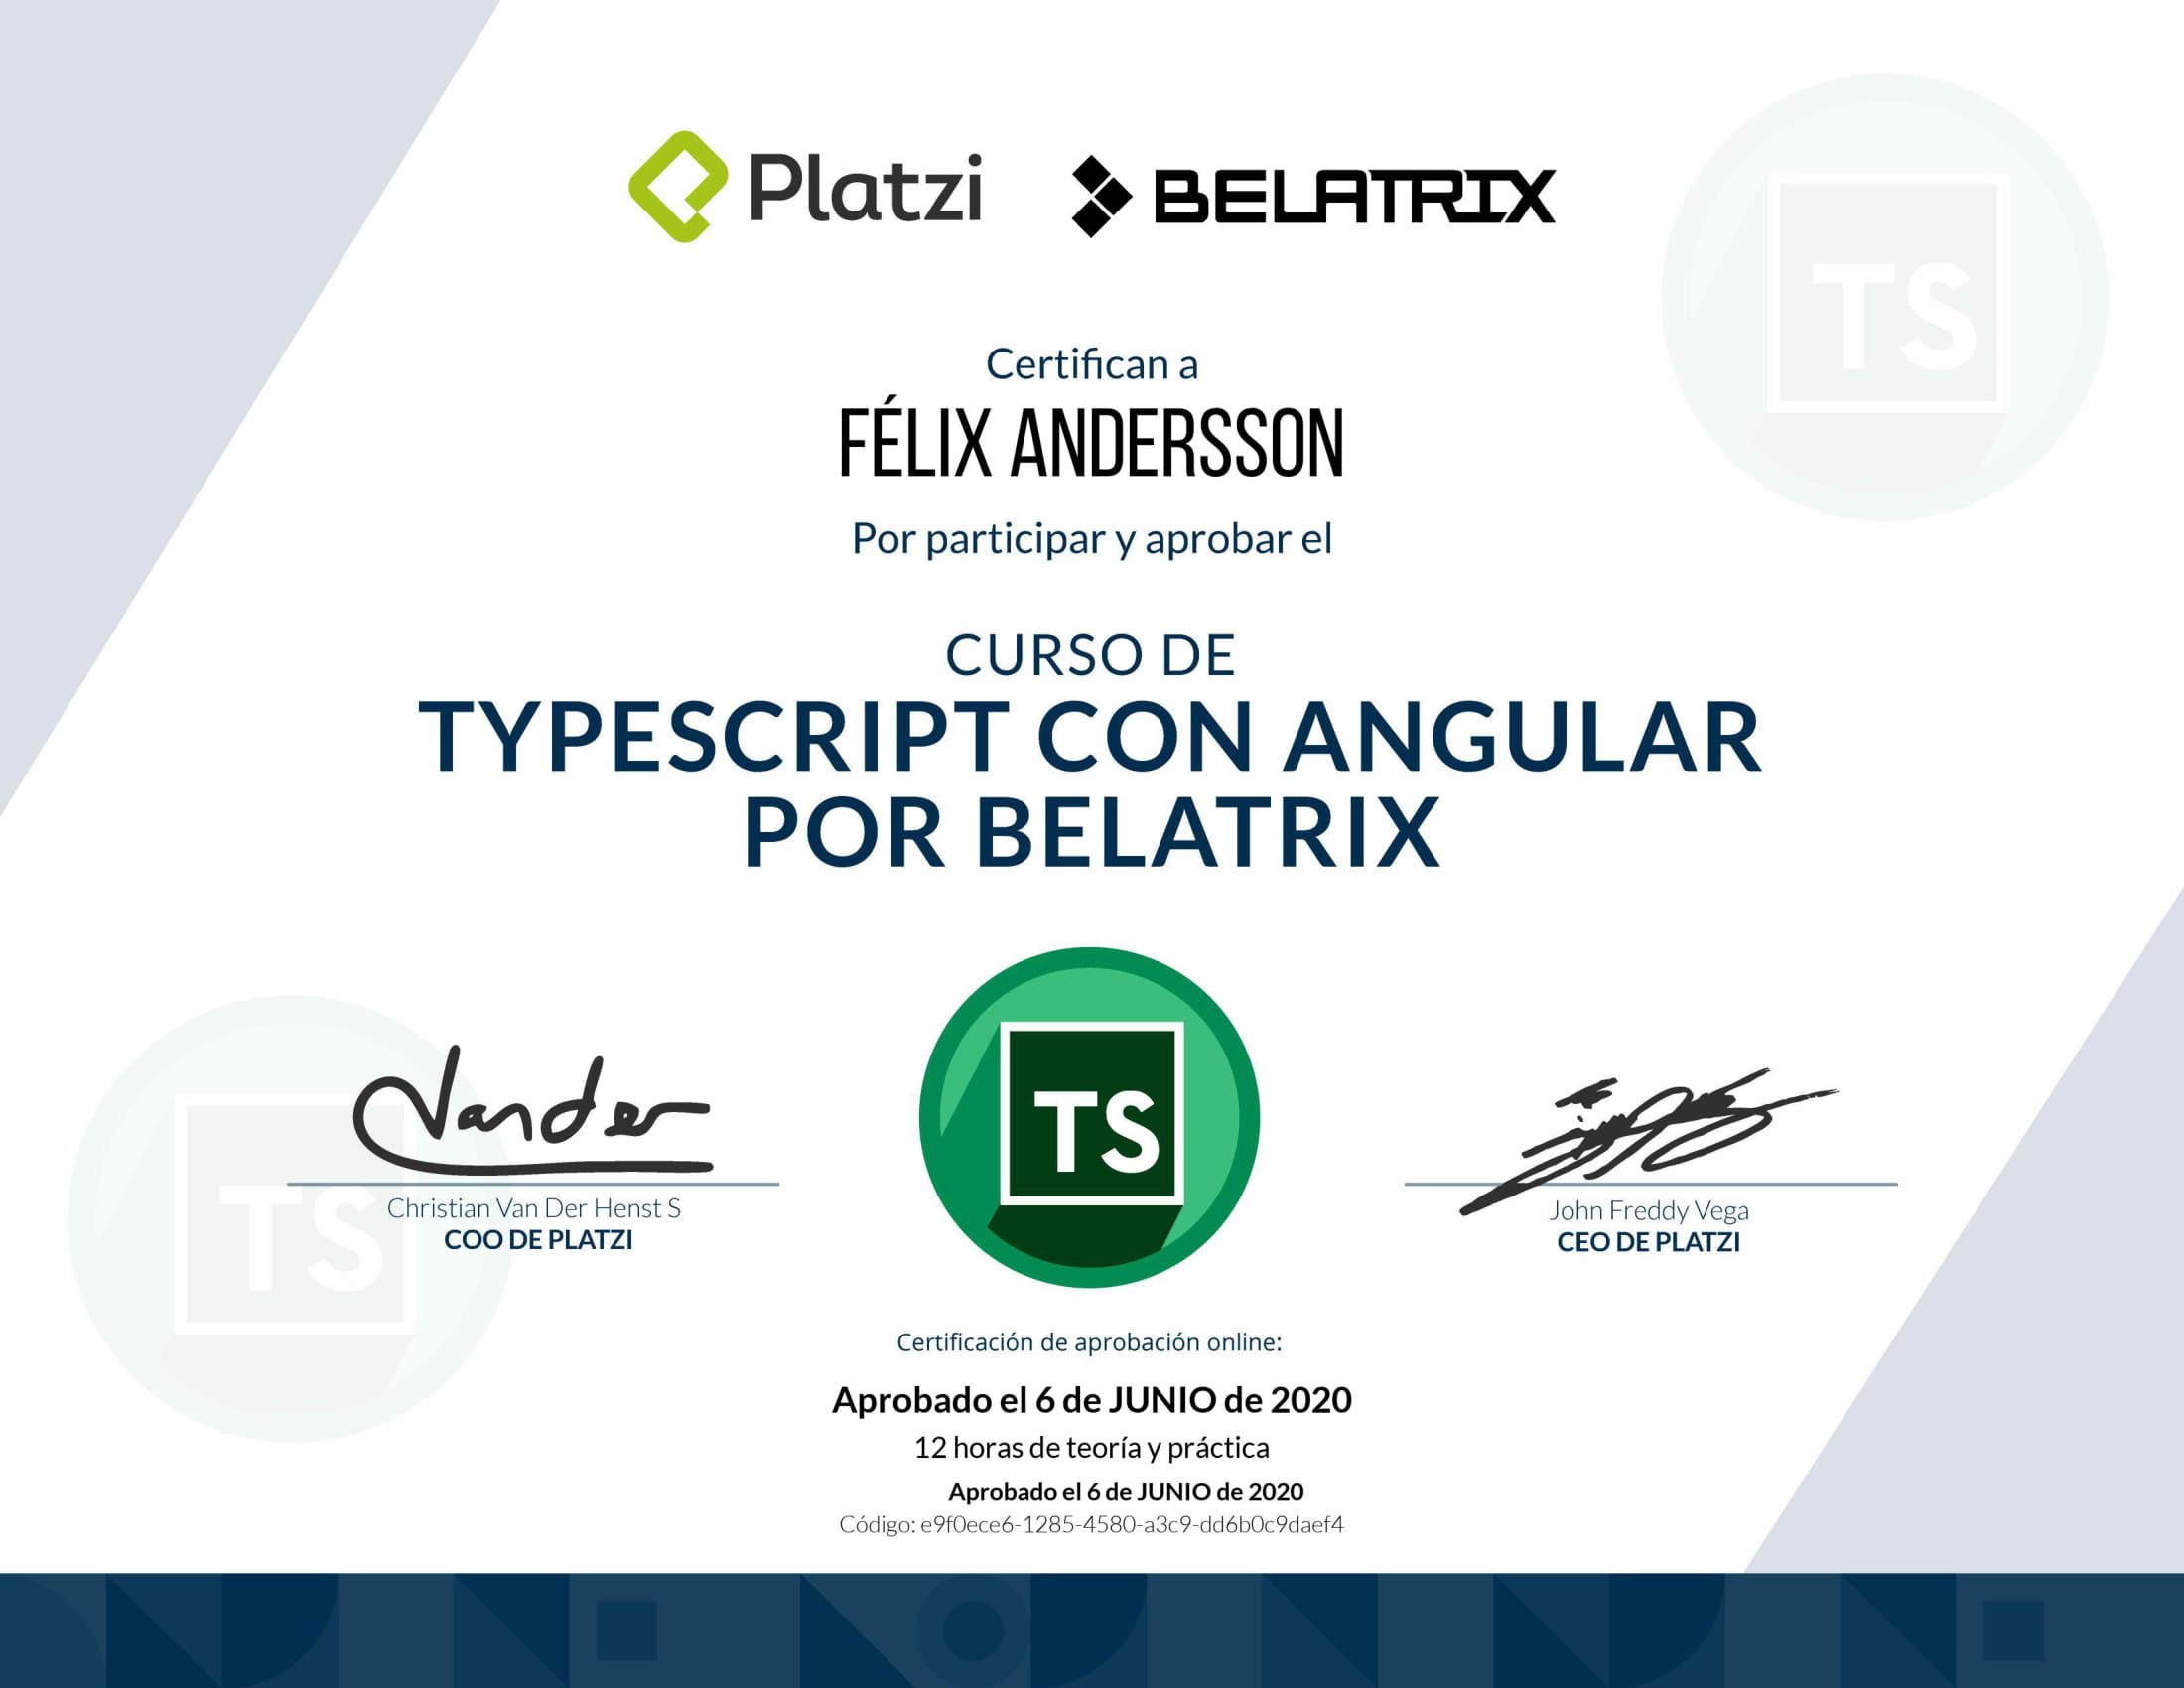 Platzi BELATRIX
TS
Certifican a
FÉLIX ANDERSSON
Por participar y aprobar el
CURSO DE
TYPESCRIPT CON ANGULAR
POR BELATRIX
Vander
TS
TS
Christian Van Der Henst S
COO DE PLATZI
John Freddy Vega
CEO DE PLATZI
Certificación de aprobación online:
Aprobado el 6 de JUNIO de 2020
12 horas de teoría y práctica
Aprobado el 6 de JUNIO de 2020
Código: e9f0ece6-1285-4580-a3c9-dd6b0c9daef4